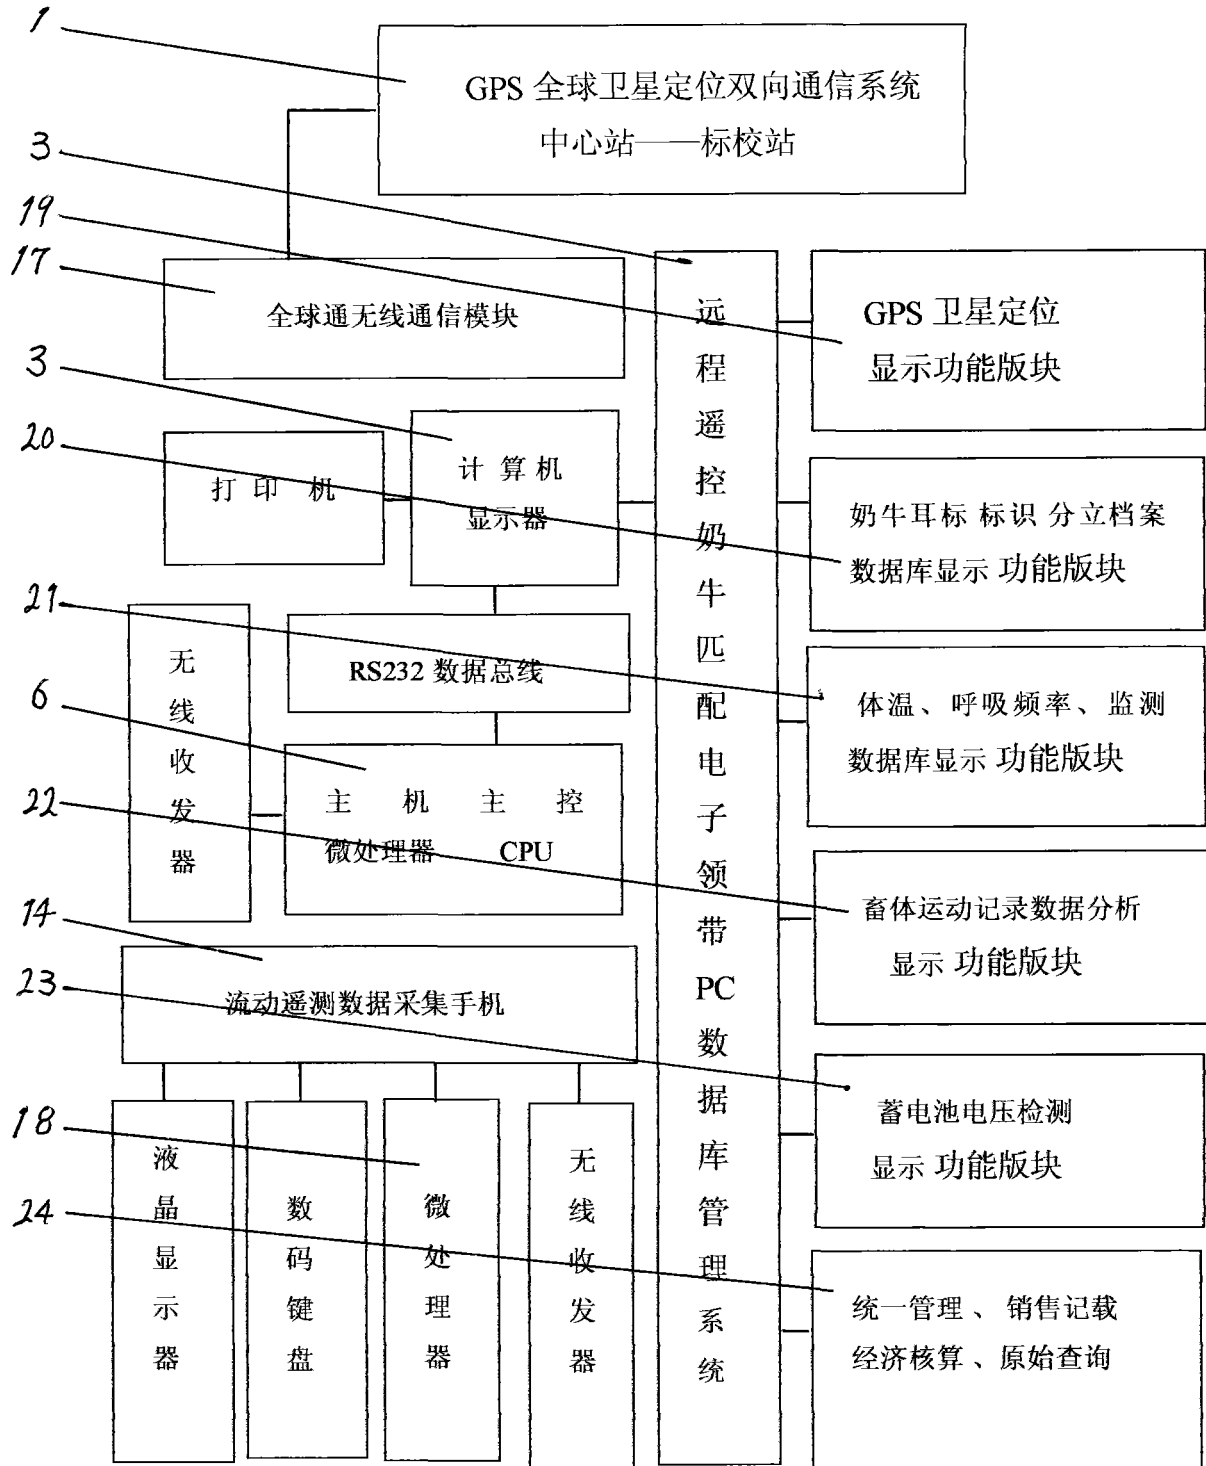 1
GPS 全球卫星定位双向通信系统
中心站——标校站
3
19
17
全球通无线通信模块
远程遥控奶牛匹配电子领带PC数据库管理系统
GPS 卫星定位
显示功能版块
3
20
打 印 机
计 算 机
显示器
奶牛耳标 标识 分立档案
数据库显示 功能版块
21
无线收发器
RS232 数据总线
体温、呼吸频率、监测
数据库显示 功能版块
6
主 机 主 控
微处理器 CPU
22
畜体运动记录数据分析
显示 功能版块
14
流动遥测数据采集手机
23
蓄电池电压检测
显示 功能版块
18
液晶显示器
数码键盘
微处理器
无线收发器
24
统一管理 、 销售记载
经济核算 、原始查询